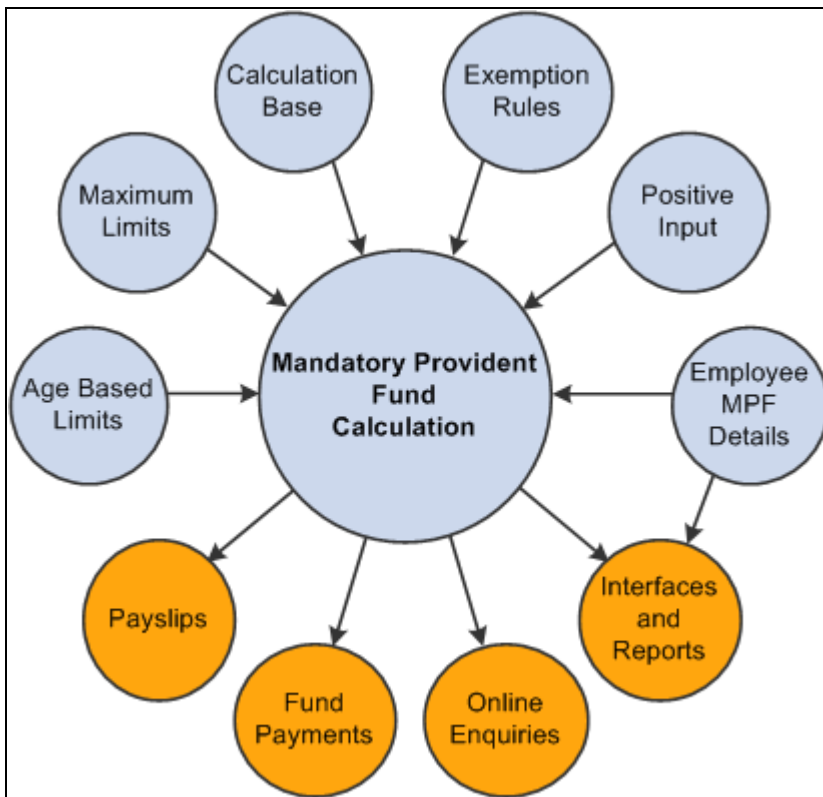 Calculation
Base
Exemption
Rules
Maximum
Limits
Positive
Input
Age Based
Limits
Mandatory Provident
Fund
Calculation
Employee
MPF
Details
Payslips
Fund
Payments
Online
Enquiries
Interfaces
and
Reports